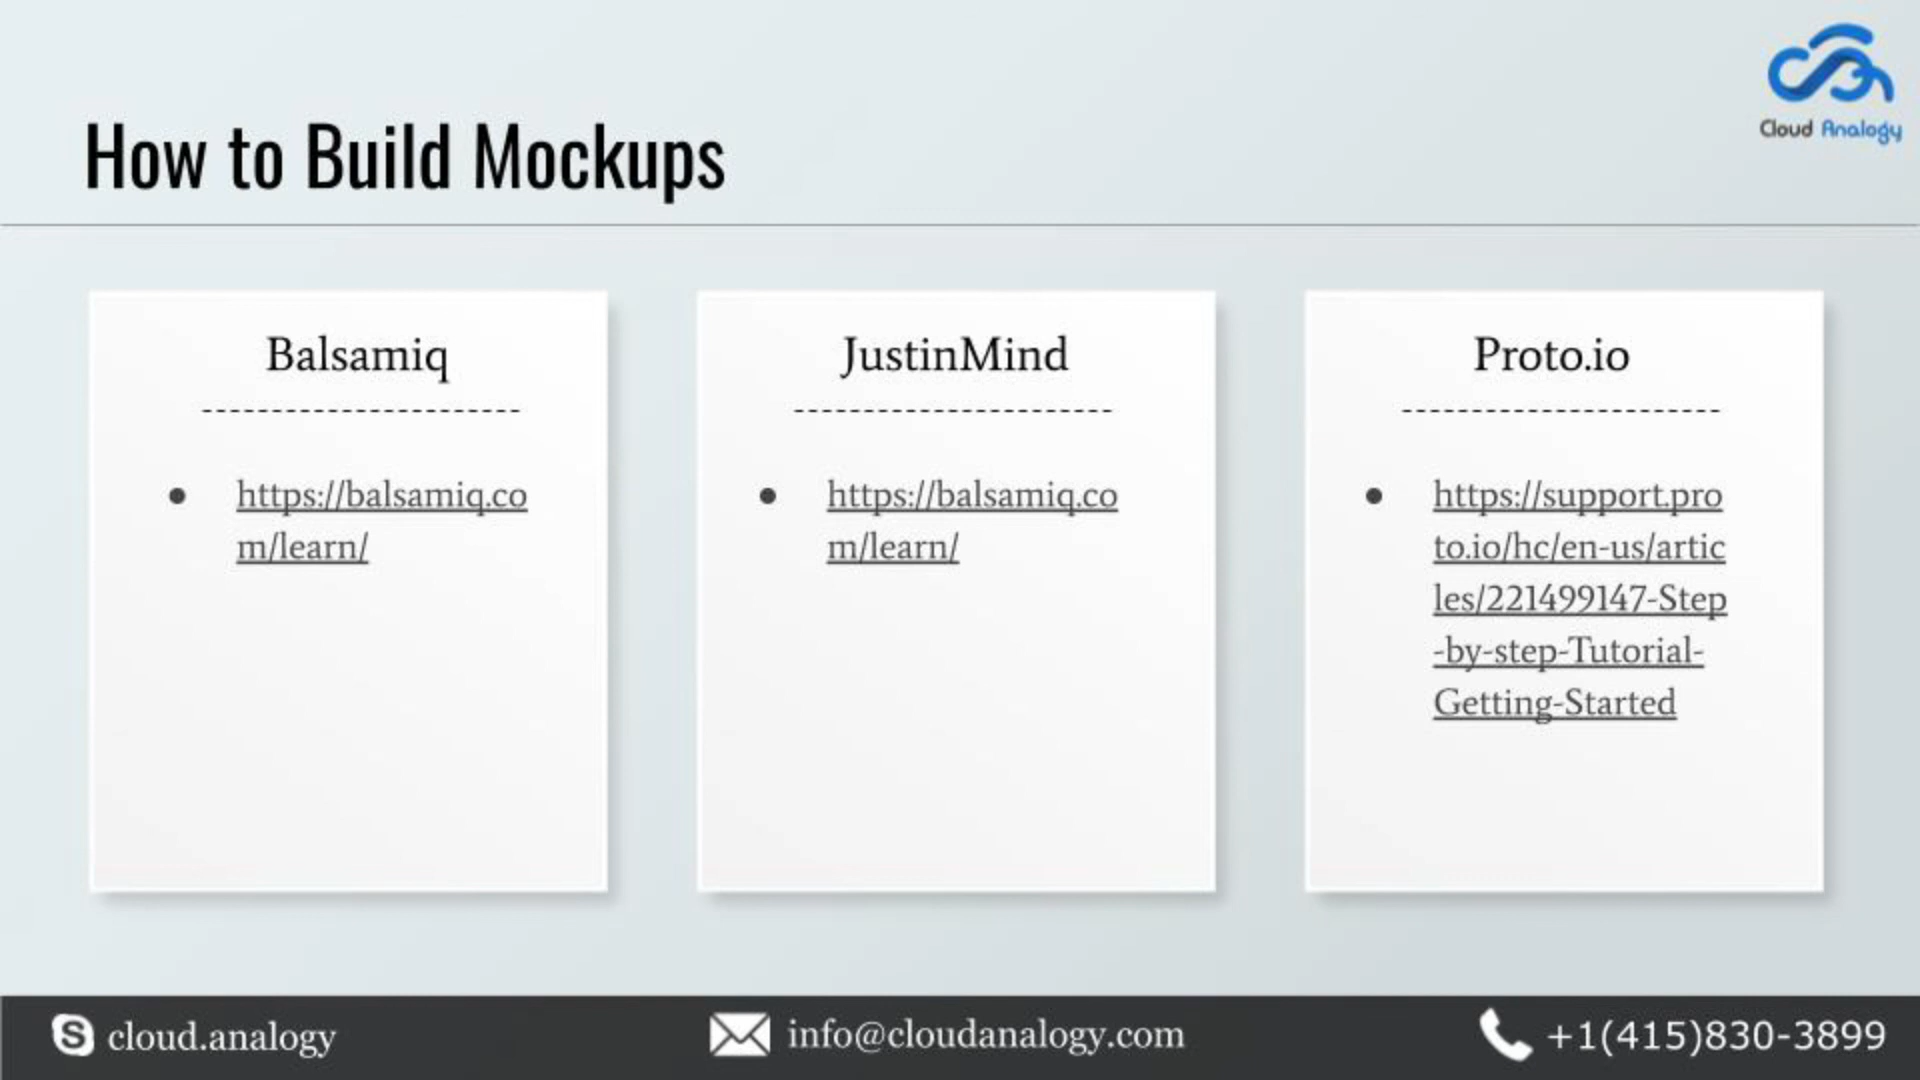 Cloud Analogy
How to Build Mockups
Balsamiq
-----------------------
https://balsamiq.co
m/learn/
JustinMind
-----------------------
https://balsamiq.co
m/learn/
Proto.io
-----------------------
https://support.pro
to.io/hc/en-us/artic
les/221499147-Step
-by-step-Tutorial-
Getting-Started
cloud.analogy
info@cloudanalogy.com
+1(415)830-3899